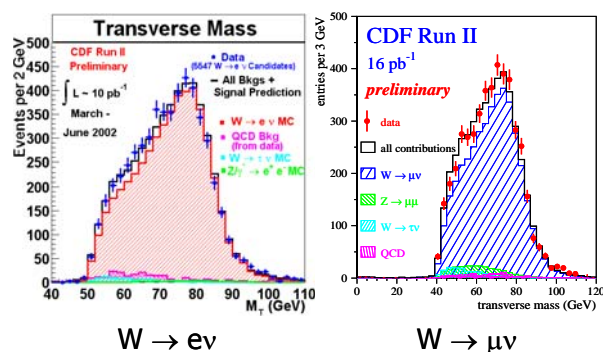 Transverse Mass
Events per 2 GeV
500
450
400
350
300
250
200
150
100
50
0
CDF Run II
Preliminary
∫ L ~ 10 pb⁻¹
March -
June 2002
Data
(5547 W → e ν Candidates)
All Bkgs +
Signal Prediction
W → e ν MC
QCD Bkg
(from data)
W → τ ν MC
Z/γ* → e⁺ e⁻ MC
40 50 60 70 80 90 100 110
M_T (GeV)
W → eν
entries per 3 GeV
500
400
300
200
100
0
CDF Run II
16 pb⁻¹
preliminary
data
all contributions
W → μν
Z → μμ
W → τν
QCD
0 20 40 60 80 100 120
transverse mass (GeV)
W → μν